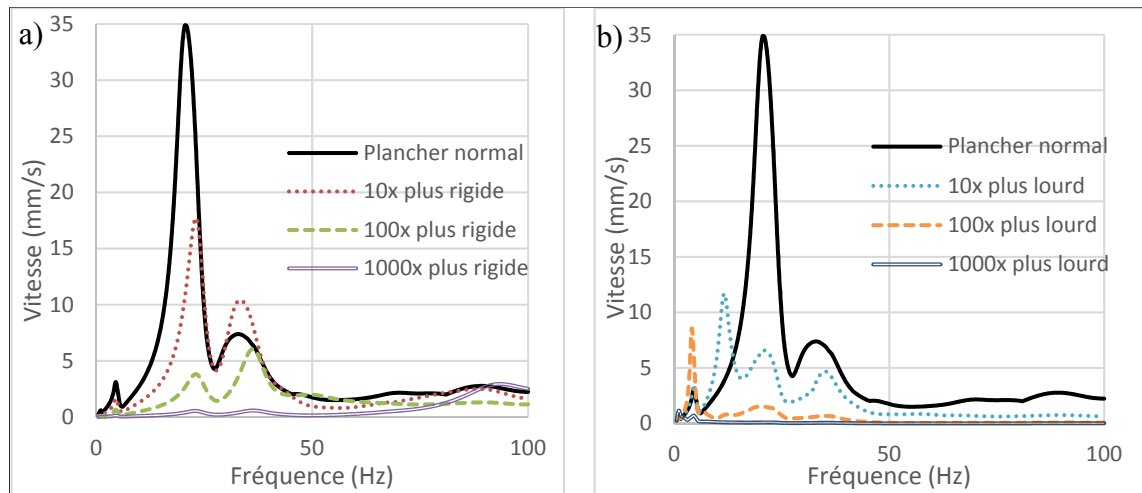 a)
35
30
25
20
15
10
5
0
Vitesse (mm/s)
Plancher normal
10x plus rigide
100x plus rigide
1000x plus rigide
0 50 100
Fréquence (Hz)
b)
35
30
25
20
15
10
5
0
Vitesse (mm/s)
Plancher normal
10x plus lourd
100x plus lourd
1000x plus lourd
0 50 100
Fréquence (Hz)